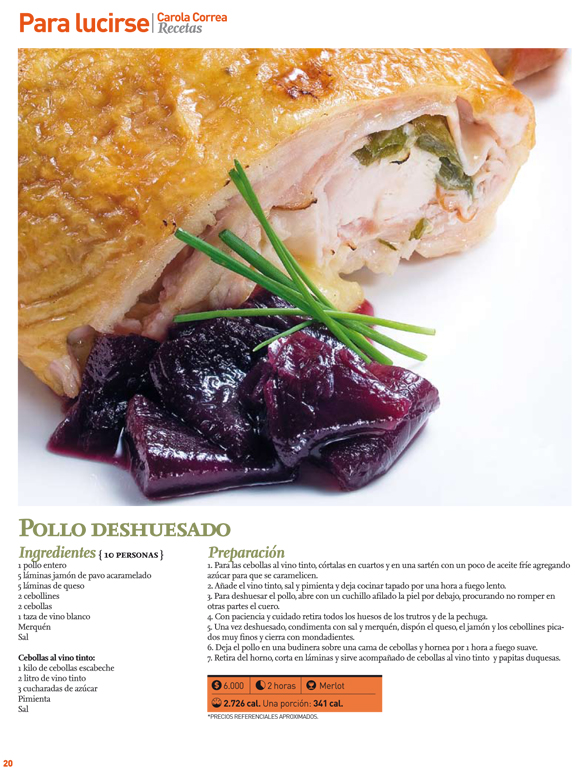 Para lucirse Carola Correa
Recetas
Pollo deshuesado
Ingredientes { 10 personas }
1 pollo entero
5 láminas jamón de pavo acaramelado
5 láminas de queso
2 cebollines
2 cebollas
1 taza de vino blanco
Merquén
Sal
Cebollas al vino tinto:
1 kilo de cebollas escabeche
2 litro de vino tinto
3 cucharadas de azúcar
Pimienta
Sal
Preparación
1. Para las cebollas al vino tinto, córtalas en cuartos y en una sartén con un poco de aceite fríe agregando
azúcar para que se caramelicen.
2. Añade el vino tinto, sal y pimienta y deja cocinar tapado por una hora a fuego lento.
3. Para deshuesar el pollo, abre con un cuchillo afilado la piel por debajo, procurando no romper en
otras partes el cuero.
4. Con paciencia y cuidado retira todos los huesos de los trutros y de la pechuga.
5. Una vez deshuesado, condimenta con sal y merquén, dispón el queso, el jamón y los cebollines pica-
dos muy finos y cierra con mondadientes.
6. Deja el pollo en una budinera sobre una cama de cebollas y hornea por 1 hora a fuego suave.
7. Retira del horno, corta en láminas y sirve acompañado de cebollas al vino tinto y papitas duquesas.
$ 6.000 2 horas Merlot
2.726 cal. Una porción: 341 cal.
*PRECIOS REFERENCIALES APROXIMADOS.
20